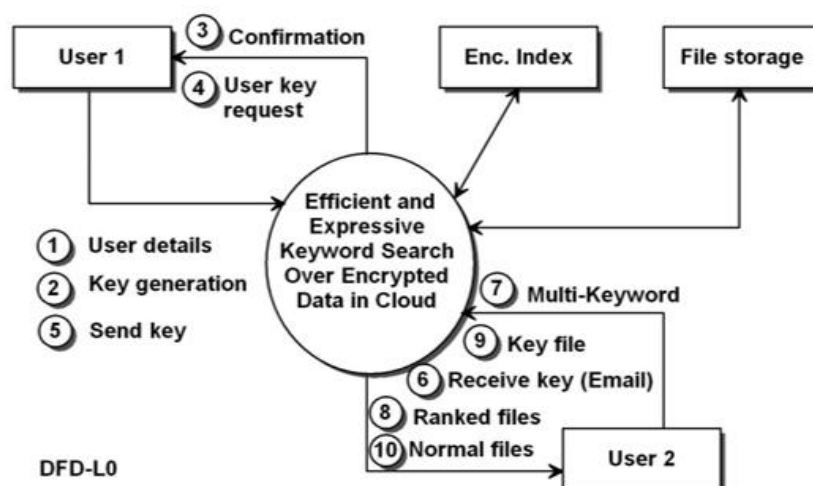 User 1
3 Confirmation
4 User key
request
Enc. Index
File storage
Efficient and
Expressive
Keyword Search
Over Encrypted
Data in Cloud
1 User details
2 Key generation
5 Send key
7 Multi-Keyword
9 Key file
6 Receive key (Email)
8 Ranked files
10 Normal files
User 2
DFD-L0